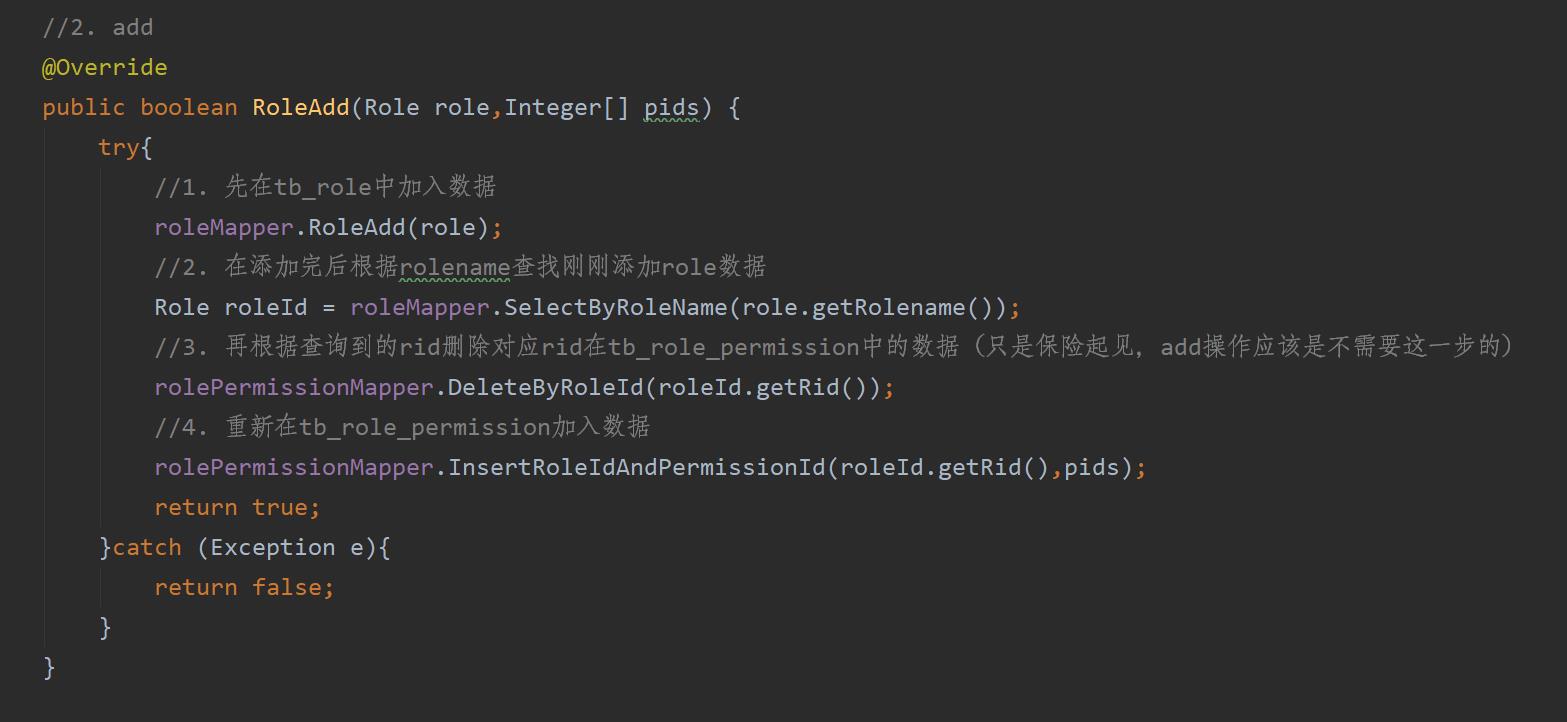 //2. add
@Override
public boolean RoleAdd(Role role,Integer[] pids) {
try{
//1. 先在tb_role中加入数据
roleMapper.RoleAdd(role);
//2. 在添加完后根据rolename查找刚刚添加role数据
Role roleId = roleMapper.SelectByRoleName(role.getRolename());
//3. 再根据查询到的rid删除对应rid在tb_role_permission中的数据（只是保险起见，add操作应该是不需要这一步的）
rolePermissionMapper.DeleteByRoleId(roleId.getRid());
//4. 重新在tb_role_permission加入数据
rolePermissionMapper.InsertRoleIdAndPermissionId(roleId.getRid(),pids);
return true;
}catch (Exception e){
return false;
}
}